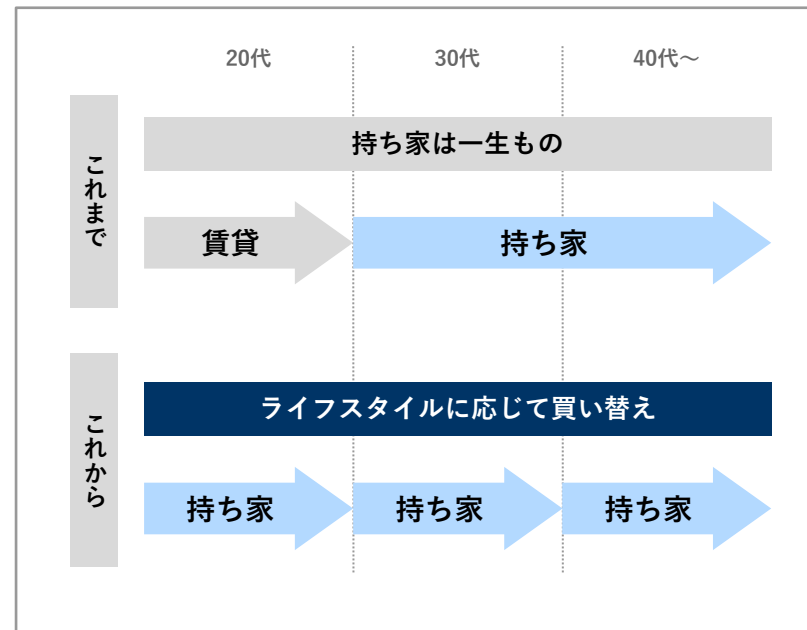 20代
30代
40代～
これまで
持ち家は一生もの
賃貸
持ち家
これから
ライフスタイルに応じて買い替え
持ち家
持ち家
持ち家